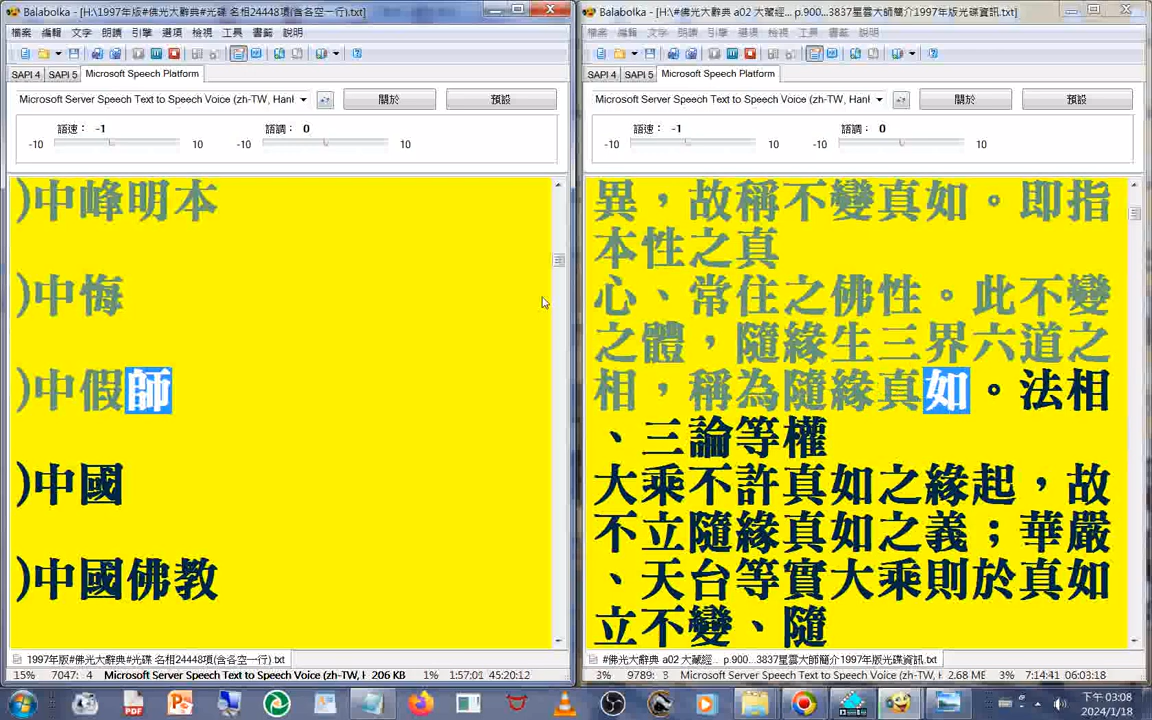 Balabolka - [H:\1997年版#佛光大辭典#光碟 名相24448項(含各空一行).txt]
檔案 編輯 文字 朗讀 引擎 選項 檢視 工具 書籤 說明
SAPI 4 SAPI 5 Microsoft Speech Platform
Microsoft Server Speech Text to Speech Voice (zh-TW, HanI
關於 預設
語速： -1 語調： 0
-10 10 -10 10
)中峰明本
)中悔
)中假師
)中國
)中國佛教
1997年版#佛光大辭典#光碟 名相24448項(含各空一行).txt
15% 7047: 4 Microsoft Server Speech Text to Speech Voice (zh-TW, H 206 KB 1% 1:57:01 45:20:12
Balabolka - [H:\#佛光大辭典 a02 大藏經... p.900...3837星雲大師簡介1997年版光碟資訊.txt]
檔案 編輯 文字 朗讀 引擎 選項 檢視 工具 書籤 說明
SAPI 4 SAPI 5 Microsoft Speech Platform
Microsoft Server Speech Text to Speech Voice (zh-TW, HanI
關於 預設
語速： -1 語調： 0
-10 10 -10 10
異，故稱不變真如。即指
本性之真
心、常住之佛性。此不變
之體，隨緣生三界六道之
相，稱為隨緣真如。法相
、三論等權
大乘不許真如之緣起，故
不立隨緣真如之義；華嚴
、天台等實大乘則於真如
立不變、隨
#佛光大辭典 a02 大藏經... p.900...3837星雲大師簡介1997年版光碟資訊.txt
3% 9789: 3 Microsoft Server Speech Text to Speech Voice (zh-TW, H 2.68 ME 3% 7:14:41 06:03:18
下午 03:08
2024/1/18